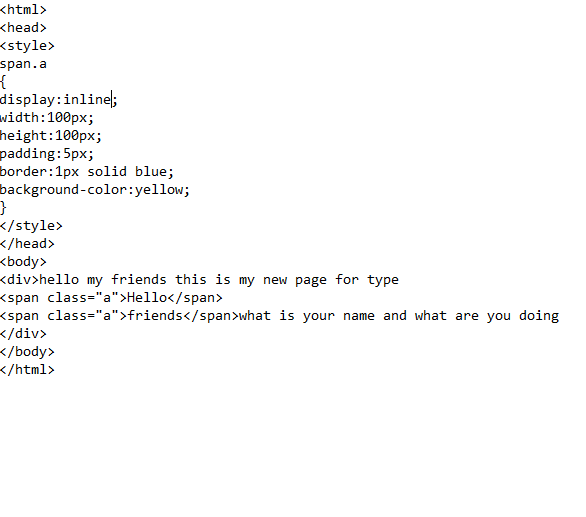 <html>
<head>
<style>
span.a
{
display:inline;
width:100px;
height:100px;
padding:5px;
border:1px solid blue;
background-color:yellow;
}
</style>
</head>
<body>
<div>hello my friends this is my new page for type
<span class="a">Hello</span>
<span class="a">friends</span>what is your name and what are you doing
</div>
</body>
</html>